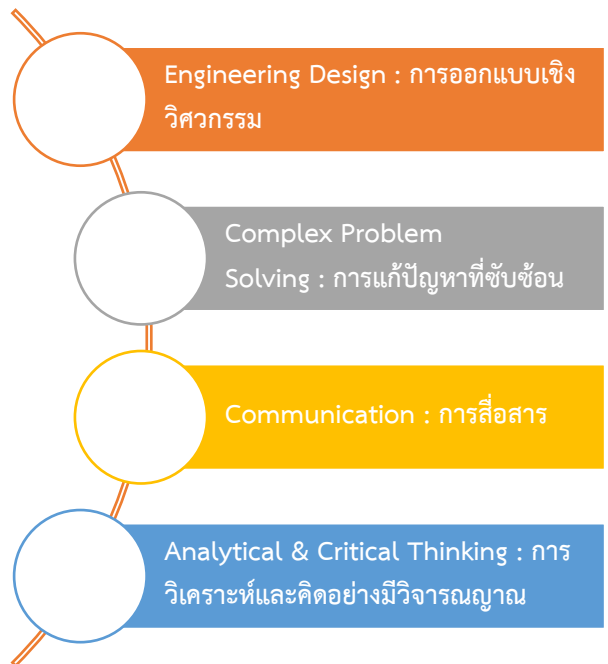 Engineering Design : การออกแบบเชิง
วิศวกรรม
Complex Problem
Solving : การแก้ปัญหาที่ซับซ้อน
Communication : การสื่อสาร
Analytical & Critical Thinking : การ
วิเคราะห์และคิดอย่างมีวิจารณญาณ